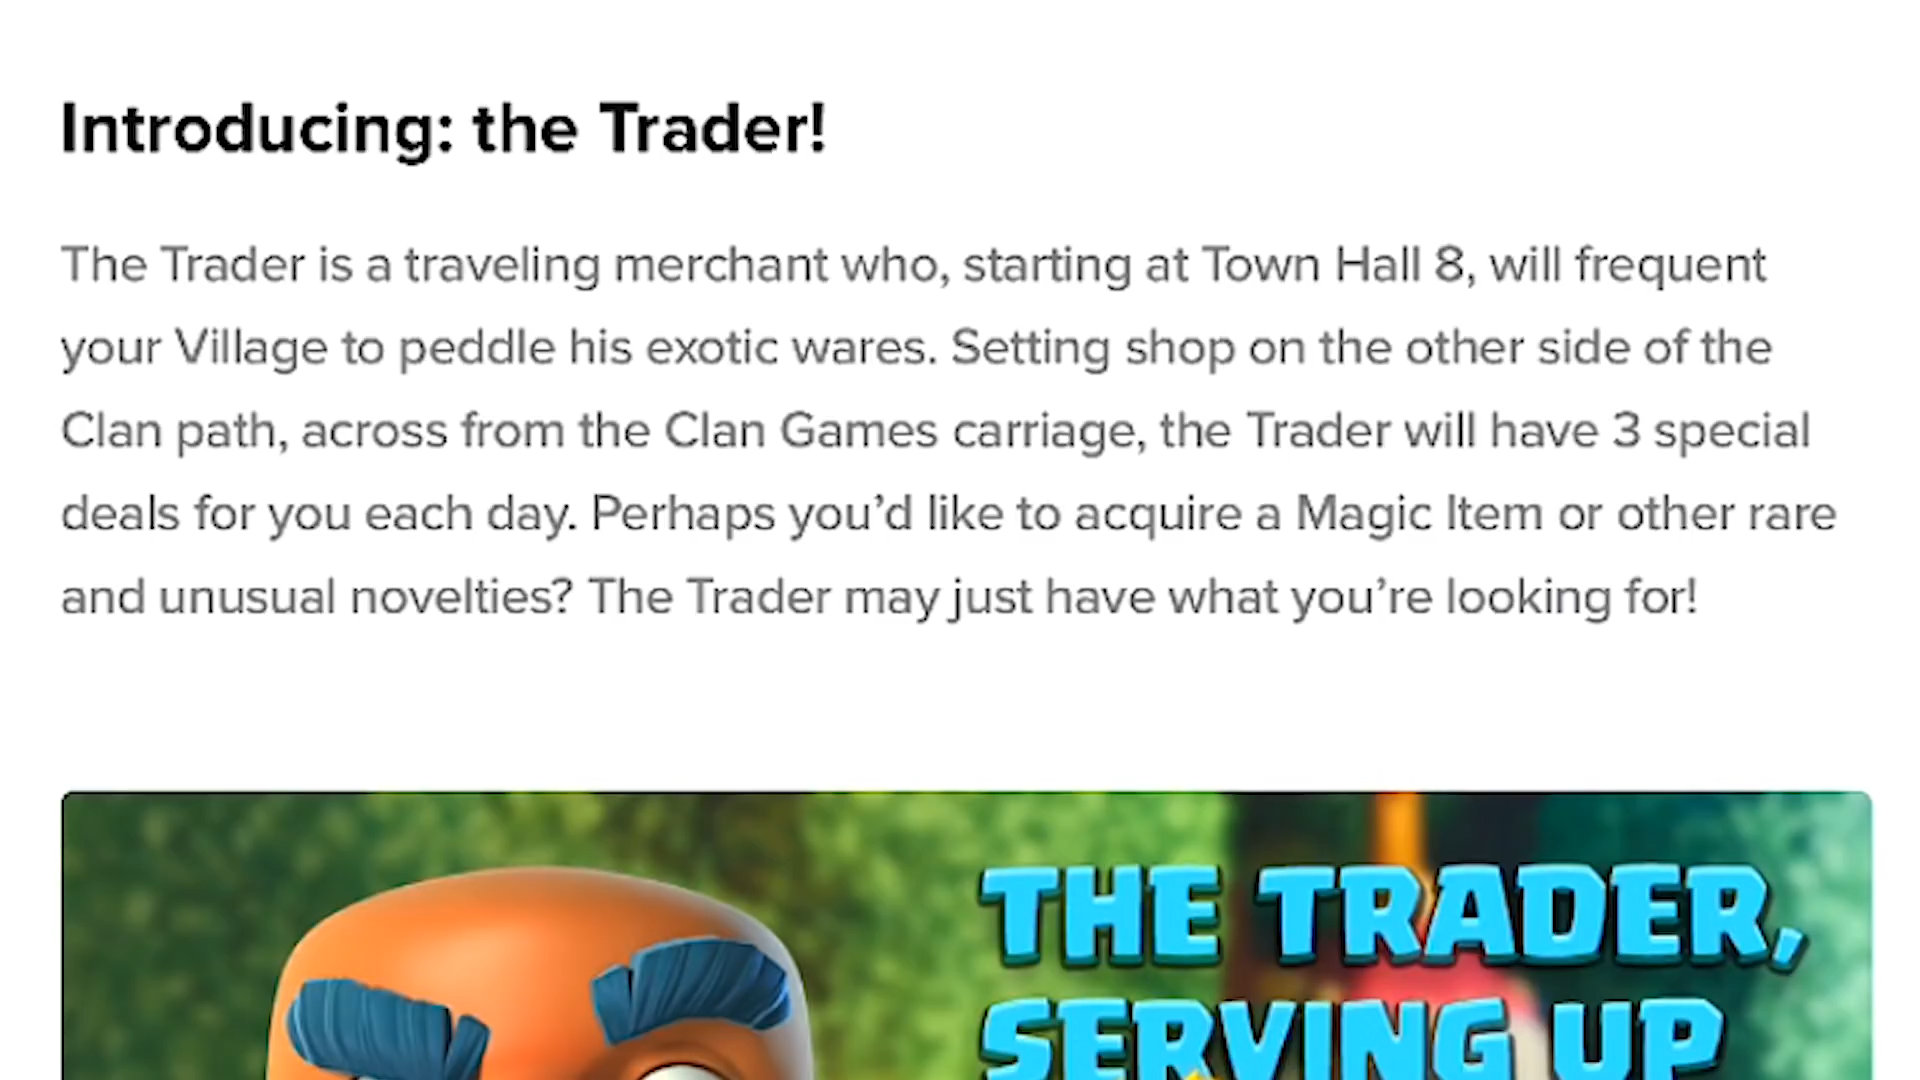 Introducing: the Trader!
The Trader is a traveling merchant who, starting at Town Hall 8, will frequent
your Village to peddle his exotic wares. Setting shop on the other side of the
Clan path, across from the Clan Games carriage, the Trader will have 3 special
deals for you each day. Perhaps you’d like to acquire a Magic Item or other rare
and unusual novelties? The Trader may just have what you’re looking for!
THE TRADER,
SERVING UP